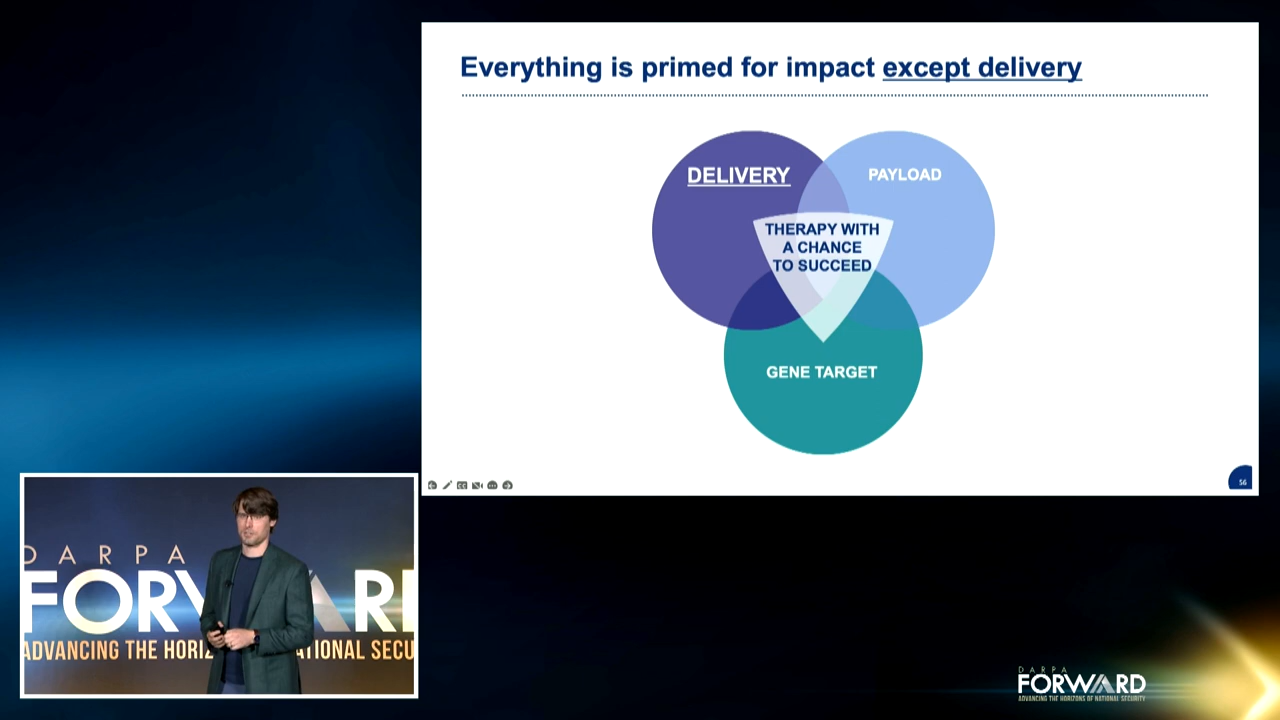 Everything is primed for impact except delivery
DELIVERY
PAYLOAD
THERAPY WITH
A CHANCE
TO SUCCEED
GENE TARGET
56
DARPA
FORWARD
ADVANCING THE HORIZ
ATIONAL SECU
DARPA
FORWARD
ADVANCING THE HORIZONS OF NATIONAL SECURITY